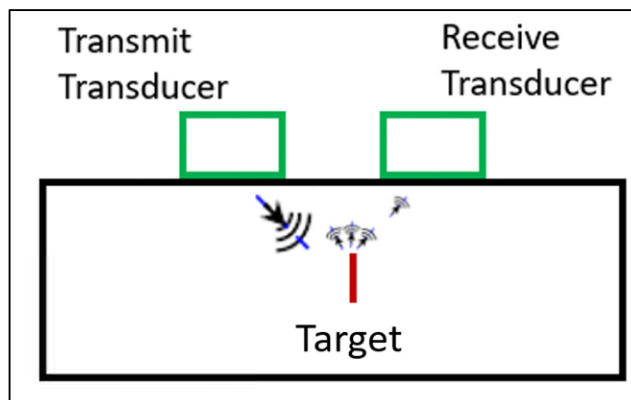 Transmit
Transducer
Receive
Transducer
Target